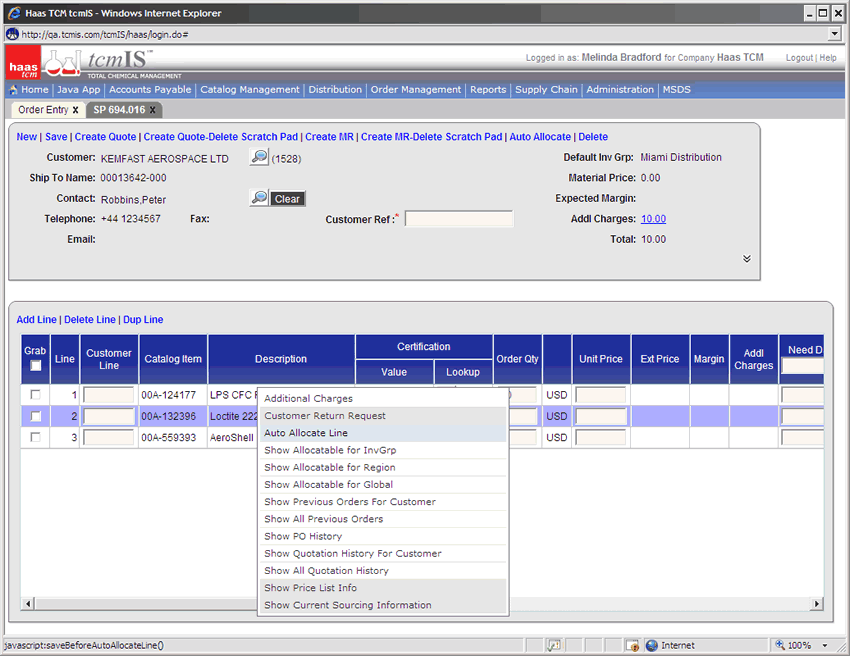 Haas TCM tcmIS - Windows Internet Explorer
http://qa.tcmis.com/tcmIS/haas/login.do#
haas tcm
tcmIS™
TOTAL CHEMICAL MANAGEMENT
Logged in as: Melinda Bradford for Company Haas TCM Logout | Help
Home | Java App | Accounts Payable | Catalog Management | Distribution | Order Management | Reports | Supply Chain | Administration | MSDS
Order Entry x SP 694.016 x
New | Save | Create Quote | Create Quote-Delete Scratch Pad | Create MR | Create MR-Delete Scratch Pad | Auto Allocate | Delete
Customer: KEMFAST AEROSPACE LTD (1528) Default Inv Grp: Miami Distribution
Ship To Name: 00013642-000 Material Price: 0.00
Contact: Robbins,Peter Clear Expected Margin:
Telephone: +44 1234567 Fax: Customer Ref :* Addl Charges: 10.00
Email: Total: 10.00
Add Line | Delete Line | Dup Line
Grab Line Customer Line Catalog Item Description Certification Value Lookup Order Qty Unit Price Ext Price Margin Addl Charges Need D
1 00A-124177 LPS CFC USD
2 00A-132396 Loctite 222 USD
3 00A-559393 AeroShell USD
Additional Charges
Customer Return Request
Auto Allocate Line
Show Allocatable for InvGrp
Show Allocatable for Region
Show Allocatable for Global
Show Previous Orders For Customer
Show All Previous Orders
Show PO History
Show Quotation History For Customer
Show All Quotation History
Show Price List Info
Show Current Sourcing Information
javascript:saveBeforeAutoAllocateLine() Internet 100%